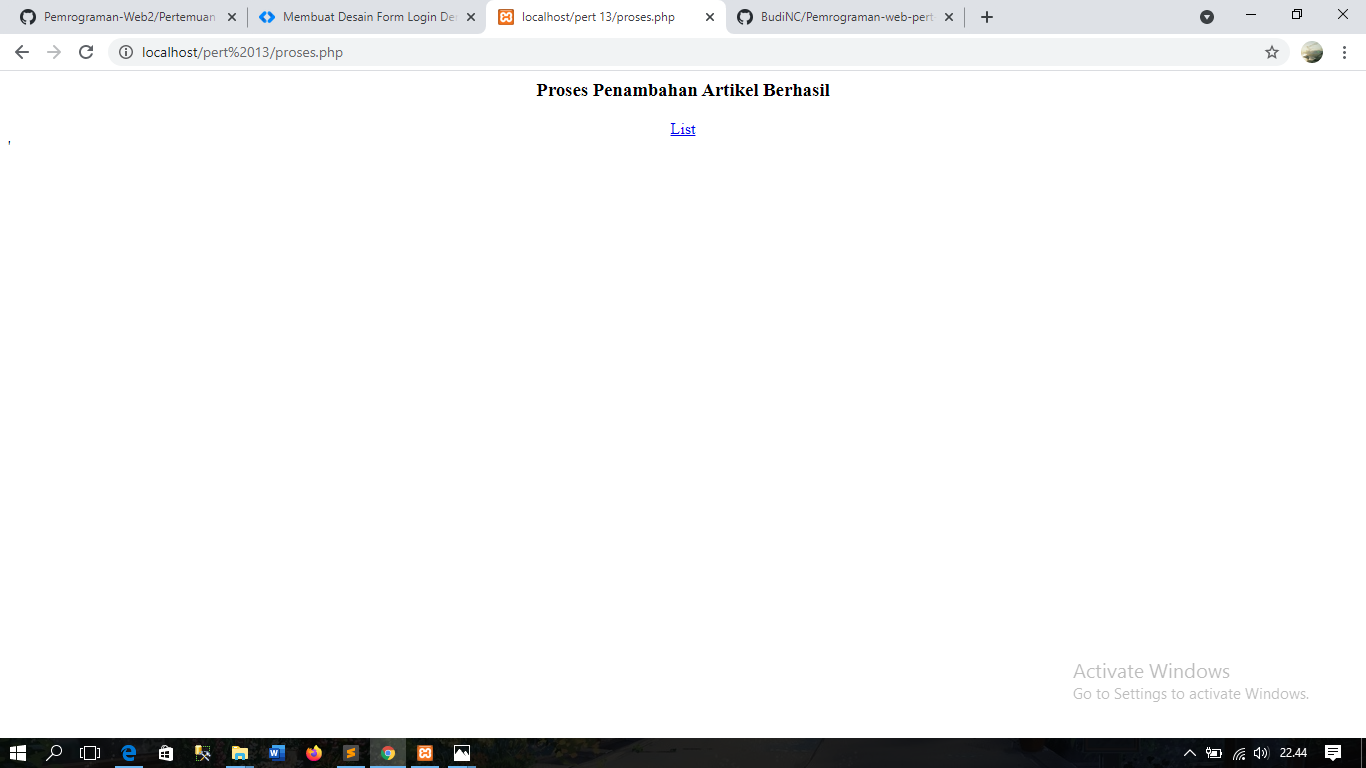 Pemrograman-Web2/Pertemuan
Membuat Desain Form Login De
localhost/pert 13/proses.php
BudiNC/Pemrograman-web-pert
localhost/pert%2013/proses.php
Proses Penambahan Artikel Berhasil
List
'
Activate Windows
Go to Settings to activate Windows.
22.44